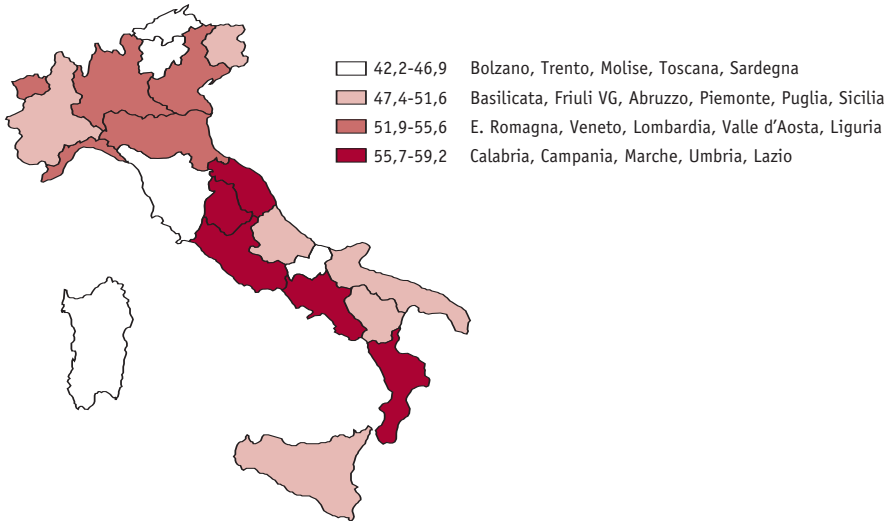 42,2-46,9 Bolzano, Trento, Molise, Toscana, Sardegna
47,4-51,6 Basilicata, Friuli VG, Abruzzo, Piemonte, Puglia, Sicilia
51,9-55,6 E. Romagna, Veneto, Lombardia, Valle d'Aosta, Liguria
55,7-59,2 Calabria, Campania, Marche, Umbria, Lazio